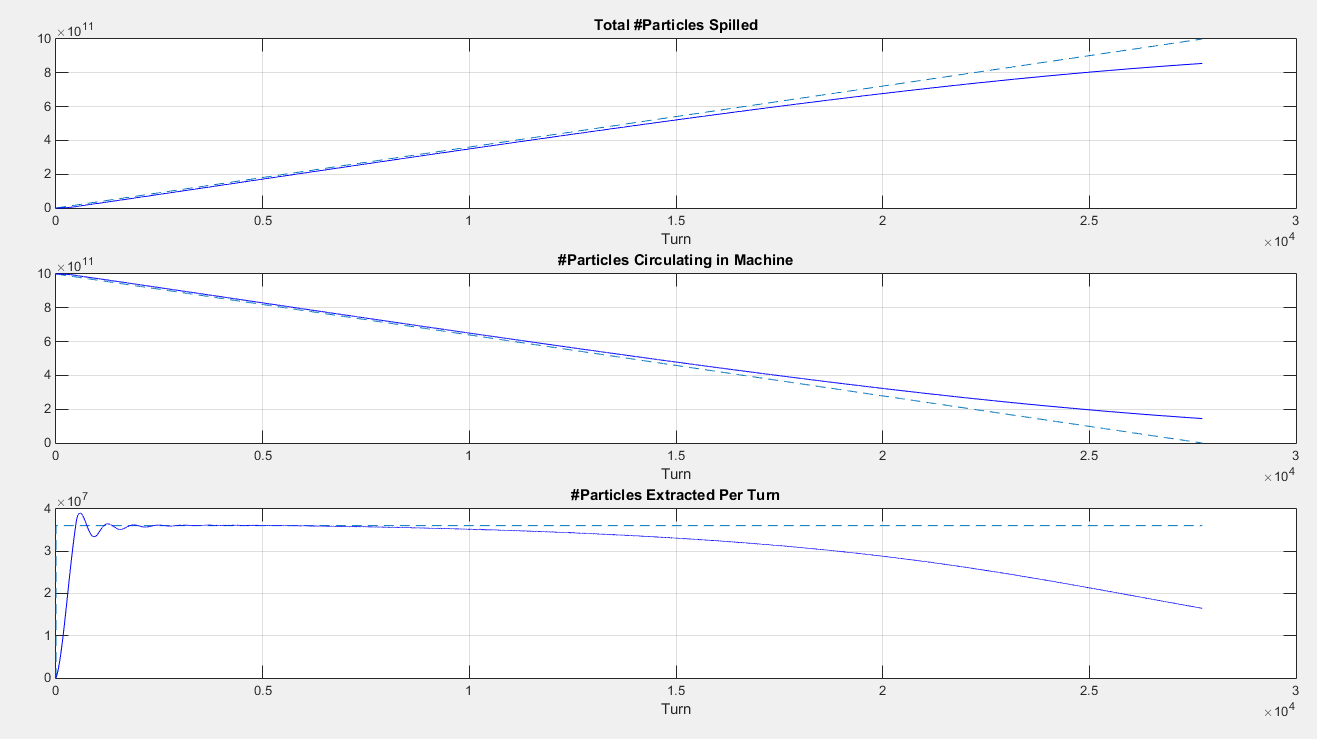 Total #Particles Spilled
×10^11
10
8
6
4
2
0
0 0.5 1 1.5 2 2.5 3
Turn
×10^4
#Particles Circulating in Machine
×10^11
10
8
6
4
2
0
0 0.5 1 1.5 2 2.5 3
Turn
×10^4
#Particles Extracted Per Turn
×10^7
4
3
2
1
0
0 0.5 1 1.5 2 2.5 3
Turn
×10^4